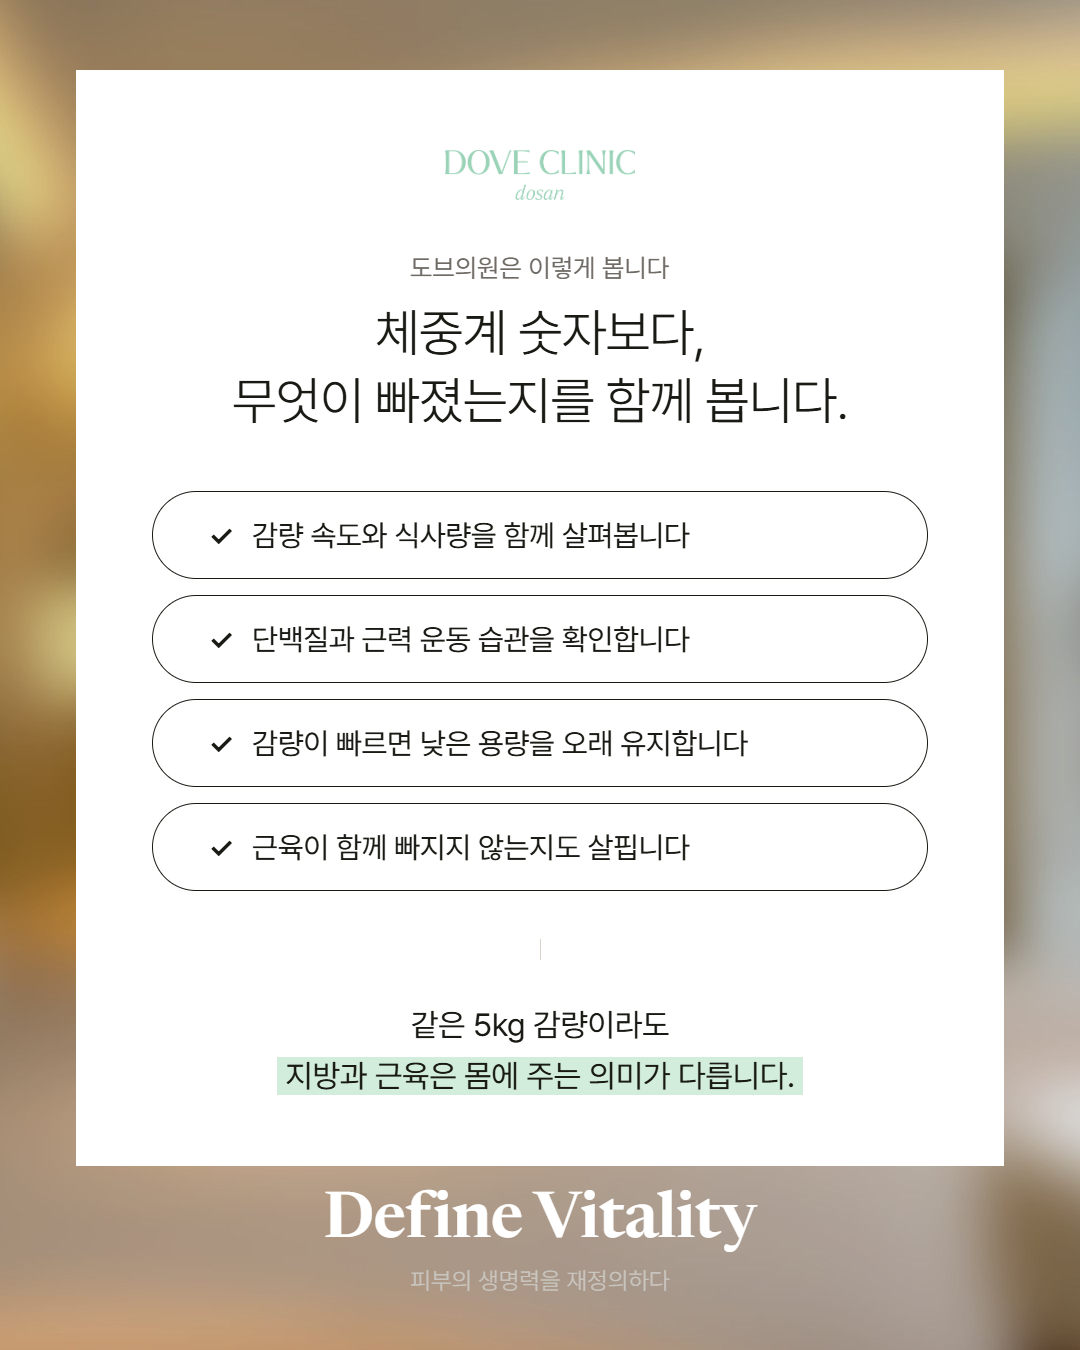 DOVE CLINIC
dosan
도브의원은 이렇게 봅니다
체중계 숫자보다,
무엇이 빠졌는지를 함께 봅니다.
감량 속도와 식사량을 함께 살펴봅니다
단백질과 근력 운동 습관을 확인합니다
감량이 빠르면 낮은 용량을 오래 유지합니다
근육이 함께 빠지지 않는지도 살핍니다
같은 5kg 감량이라도
지방과 근육은 몸에 주는 의미가 다릅니다.
Define Vitality
피부의 생명력을 재정의하다